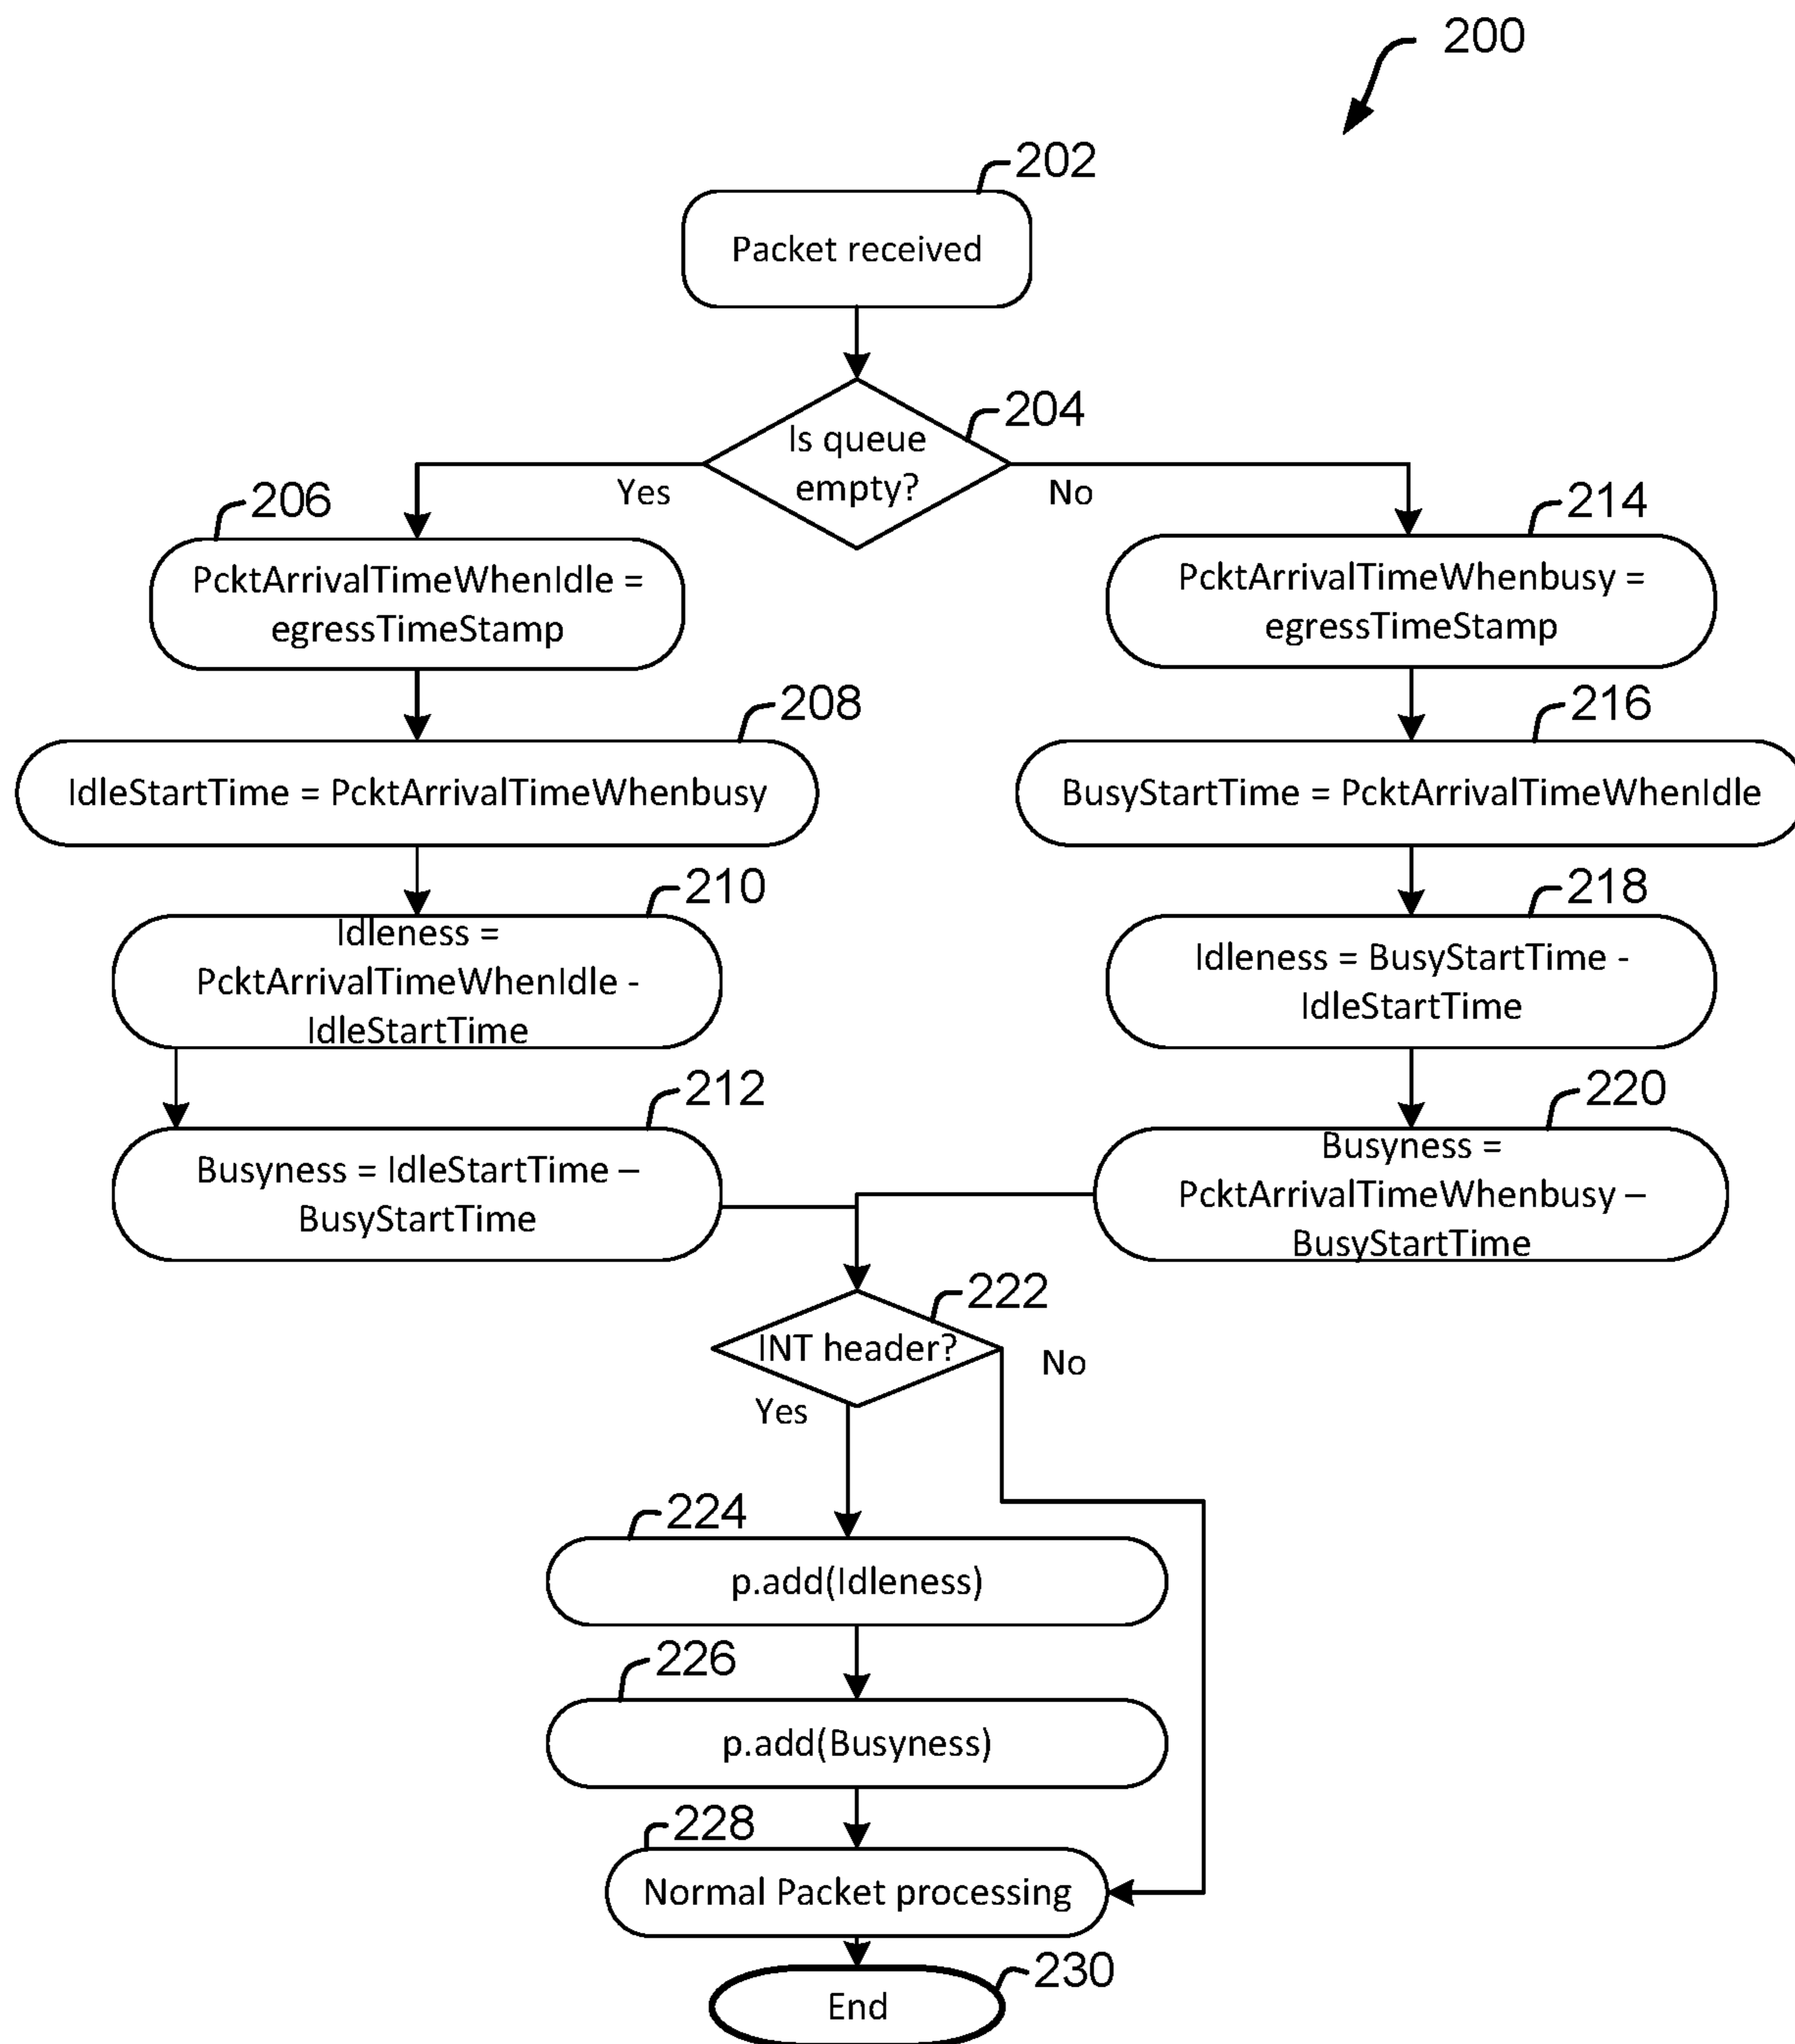 200
202
Packet received
204
Is queue
empty?
Yes
No
206
PcktArrivalTimeWhenIdle =
egressTimeStamp
214
PcktArrivalTimeWhenbusy =
egressTimeStamp
208
IdleStartTime = PcktArrivalTimeWhenbusy
216
BusyStartTime = PcktArrivalTimeWhenIdle
210
Idleness =
PcktArrivalTimeWhenIdle -
IdleStartTime
218
Idleness = BusyStartTime -
IdleStartTime
212
Busyness = IdleStartTime –
BusyStartTime
220
Busyness =
PcktArrivalTimeWhenbusy –
BusyStartTime
222
INT header?
No
Yes
224
p.add(Idleness)
226
p.add(Busyness)
228
Normal Packet processing
230
End